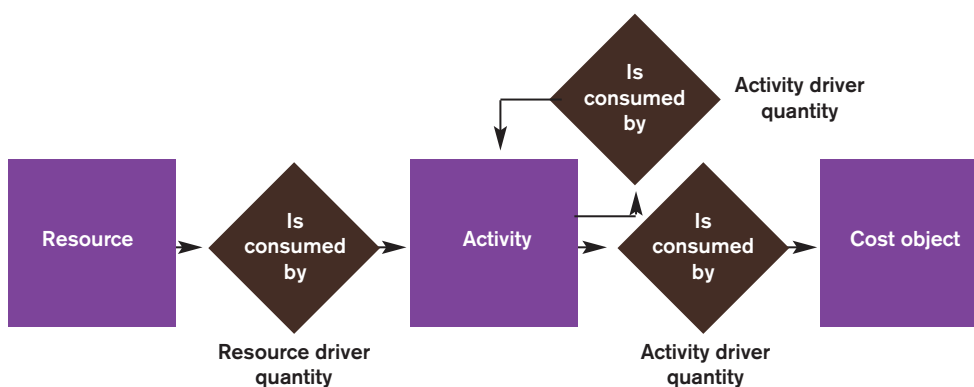 Is
consumed
by
Activity driver
quantity
Resource
Is
consumed
by
Resource driver
quantity
Activity
Is
consumed
by
Activity driver
quantity
Cost object